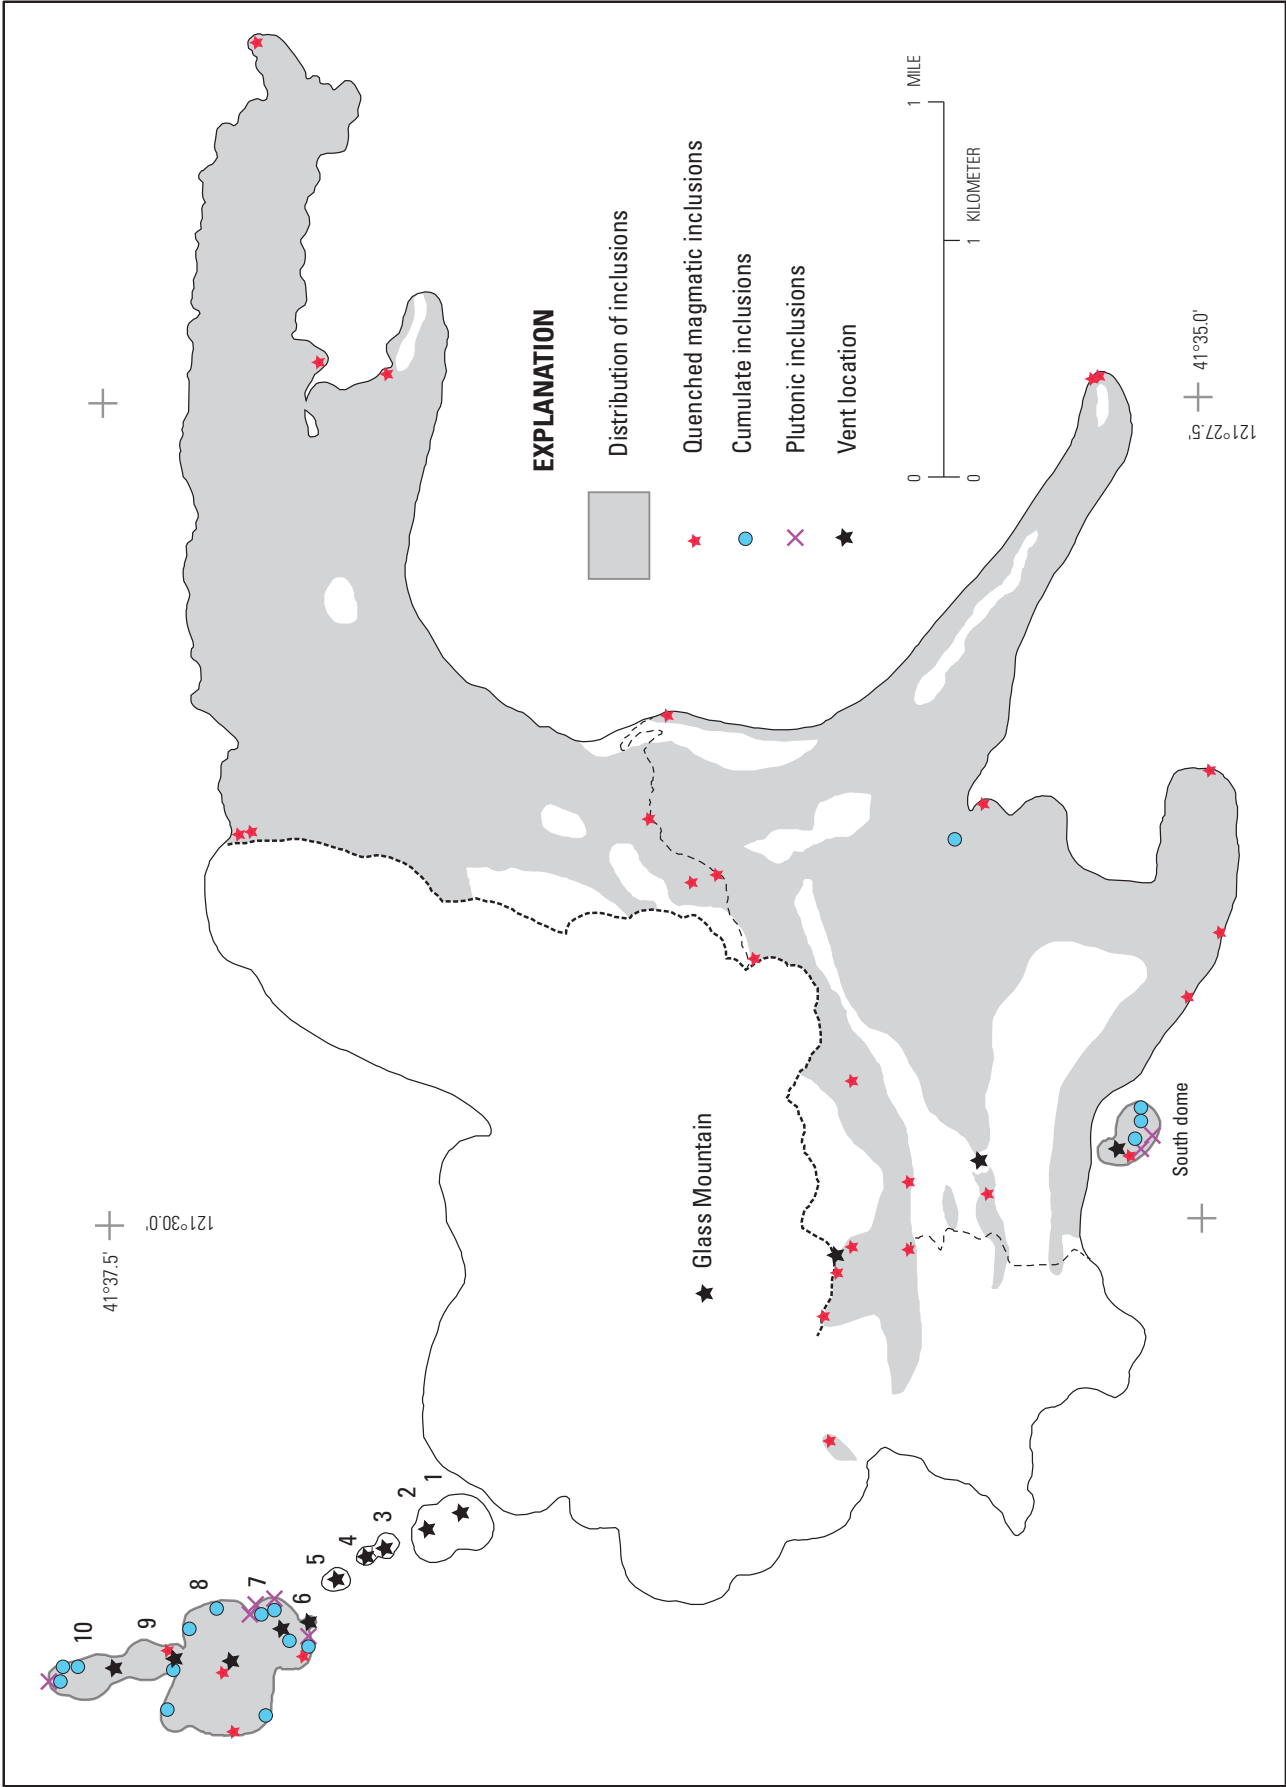 EXPLANATION
Distribution of inclusions
Quenched magmatic inclusions
Cumulate inclusions
Plutonic inclusions
Vent location
0
1 MILE
0
1 KILOMETER
41°37.5'
121°30.0'
41°35.0'
121°27.5'
Glass Mountain
South dome
1
2
3
4
5
6
7
8
9
10